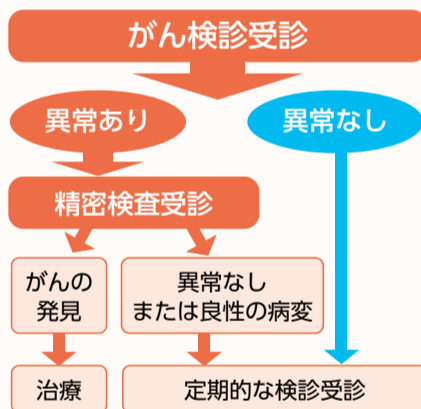 がん検診受診
異常あり
異常なし
精密検査受診
がんの
発見
異常なし
または良性の病変
治療
定期的な検診受診